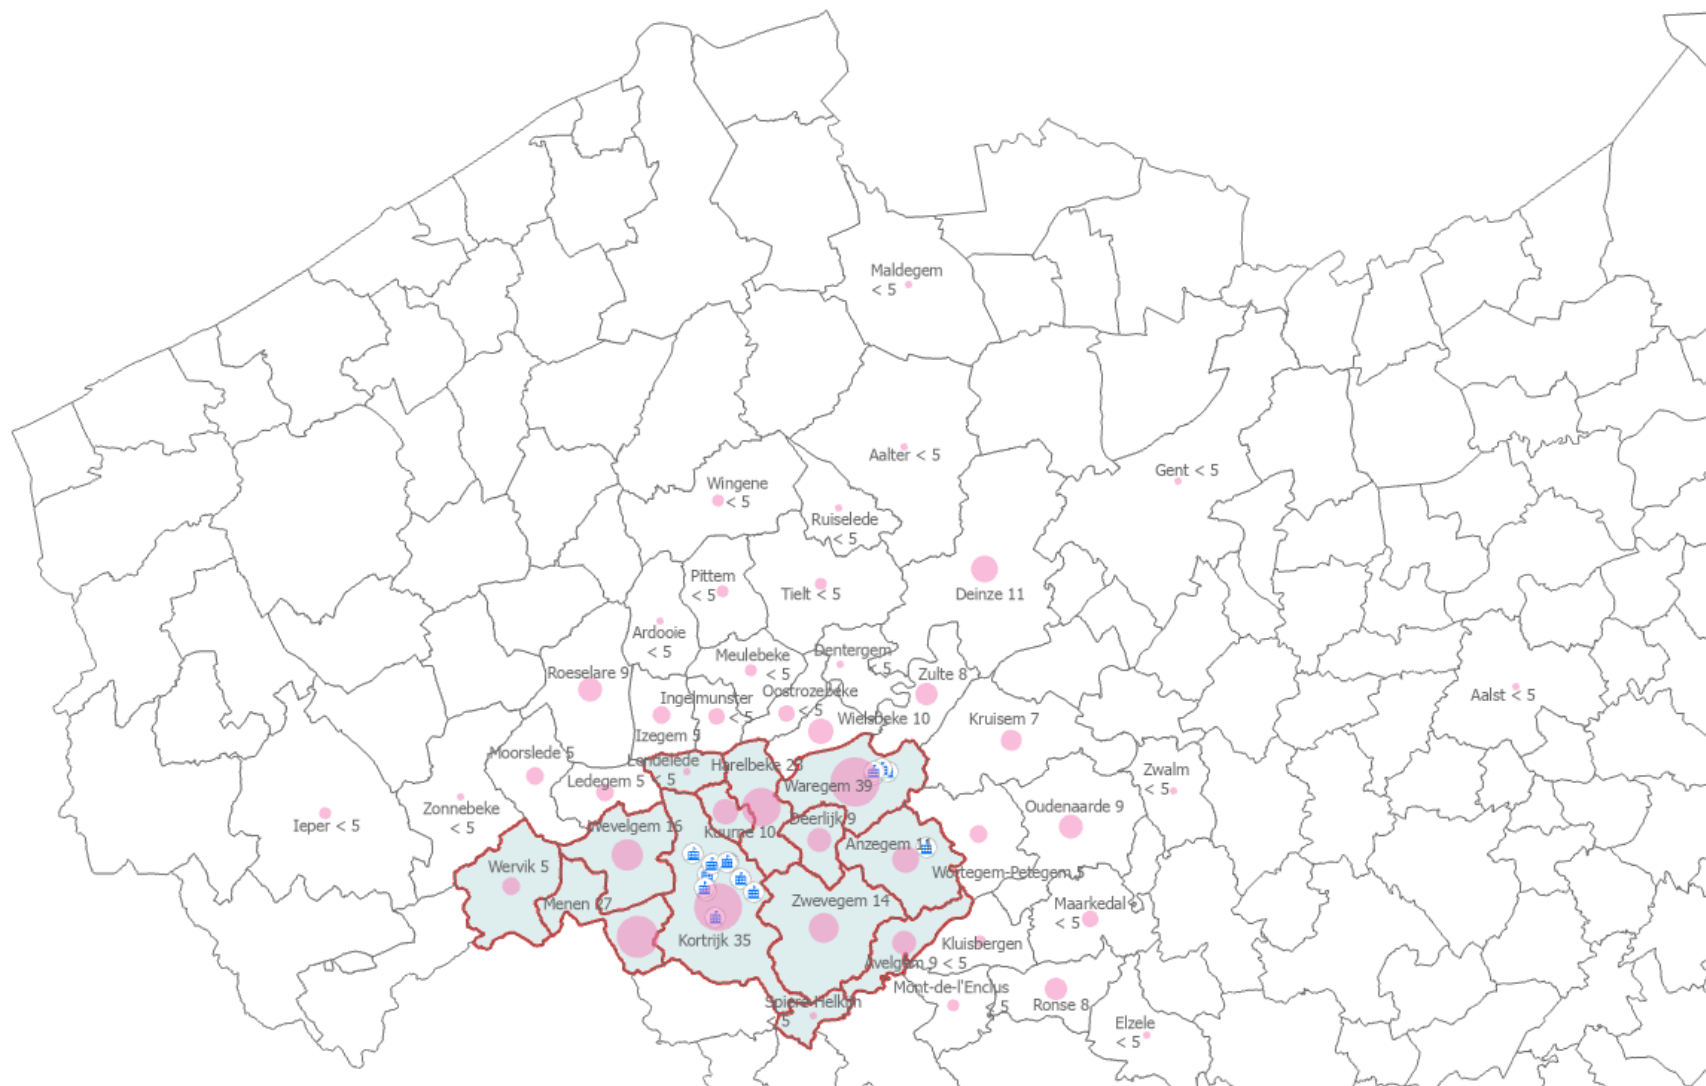 Maldegem
< 5
Aalter < 5
Gent < 5
Wingene
< 5
Ruiselede
< 5
Pittem
< 5
Tielt < 5
Deinze 11
Ardooie
< 5
Meulebeke
< 5
Dentergem
< 5
Roeselare 9
Zulte 8
Ingelmunster
< 5
Oostrozebeke
< 5
Aalst < 5
Wielsbeke 10
Kruisem 7
Izegem 5
Moorslede 5
Lendelede
< 5
Harelbeke 23
Zwalm
< 5
Ledegem 5
Waregem 39
Zonnebeke
< 5
Oudenaarde 9
Ieper < 5
Wevelgem 16
Kuurne 10
Deerlijk 9
Anzegem 11
Wervik 5
Wortegem-Petegem 5
Menen 27
Zwevegem 14
Maarkedal
< 5
Kortrijk 35
Kluisbergen
< 5
Avelgem 9
Mont-de-l'Enclus
< 5
Spiere-Helkijn
< 5
Ronse 8
Elzele
< 5